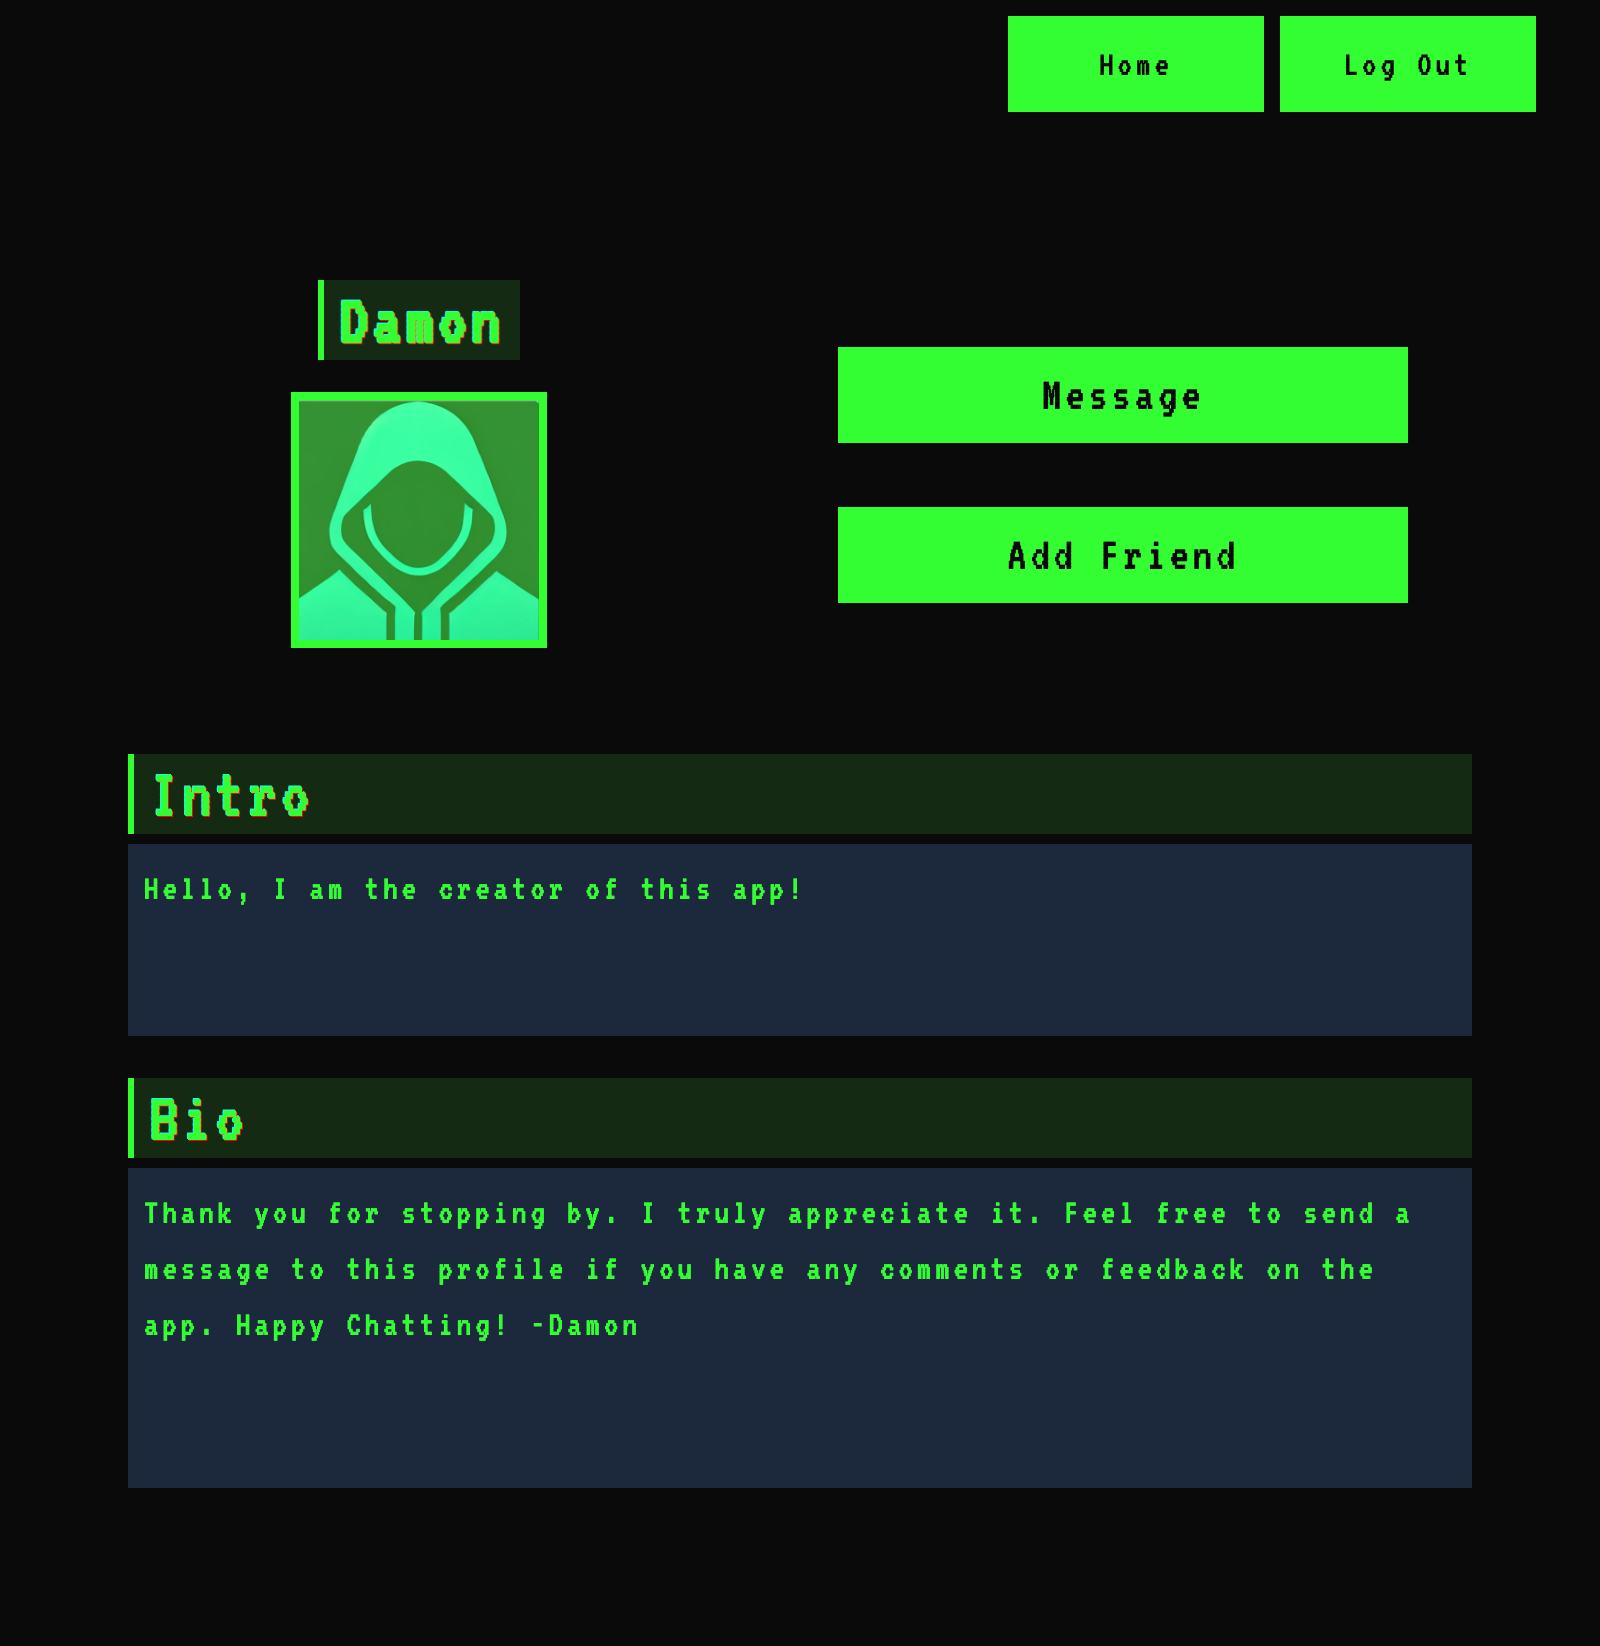 Home
Log Out
Damon
Message
Add Friend
Intro
Hello, I am the creator of this app!
Bio
Thank you for stopping by. I truly appreciate it. Feel free to send a
message to this profile if you have any comments or feedback on the
app. Happy Chatting! -Damon